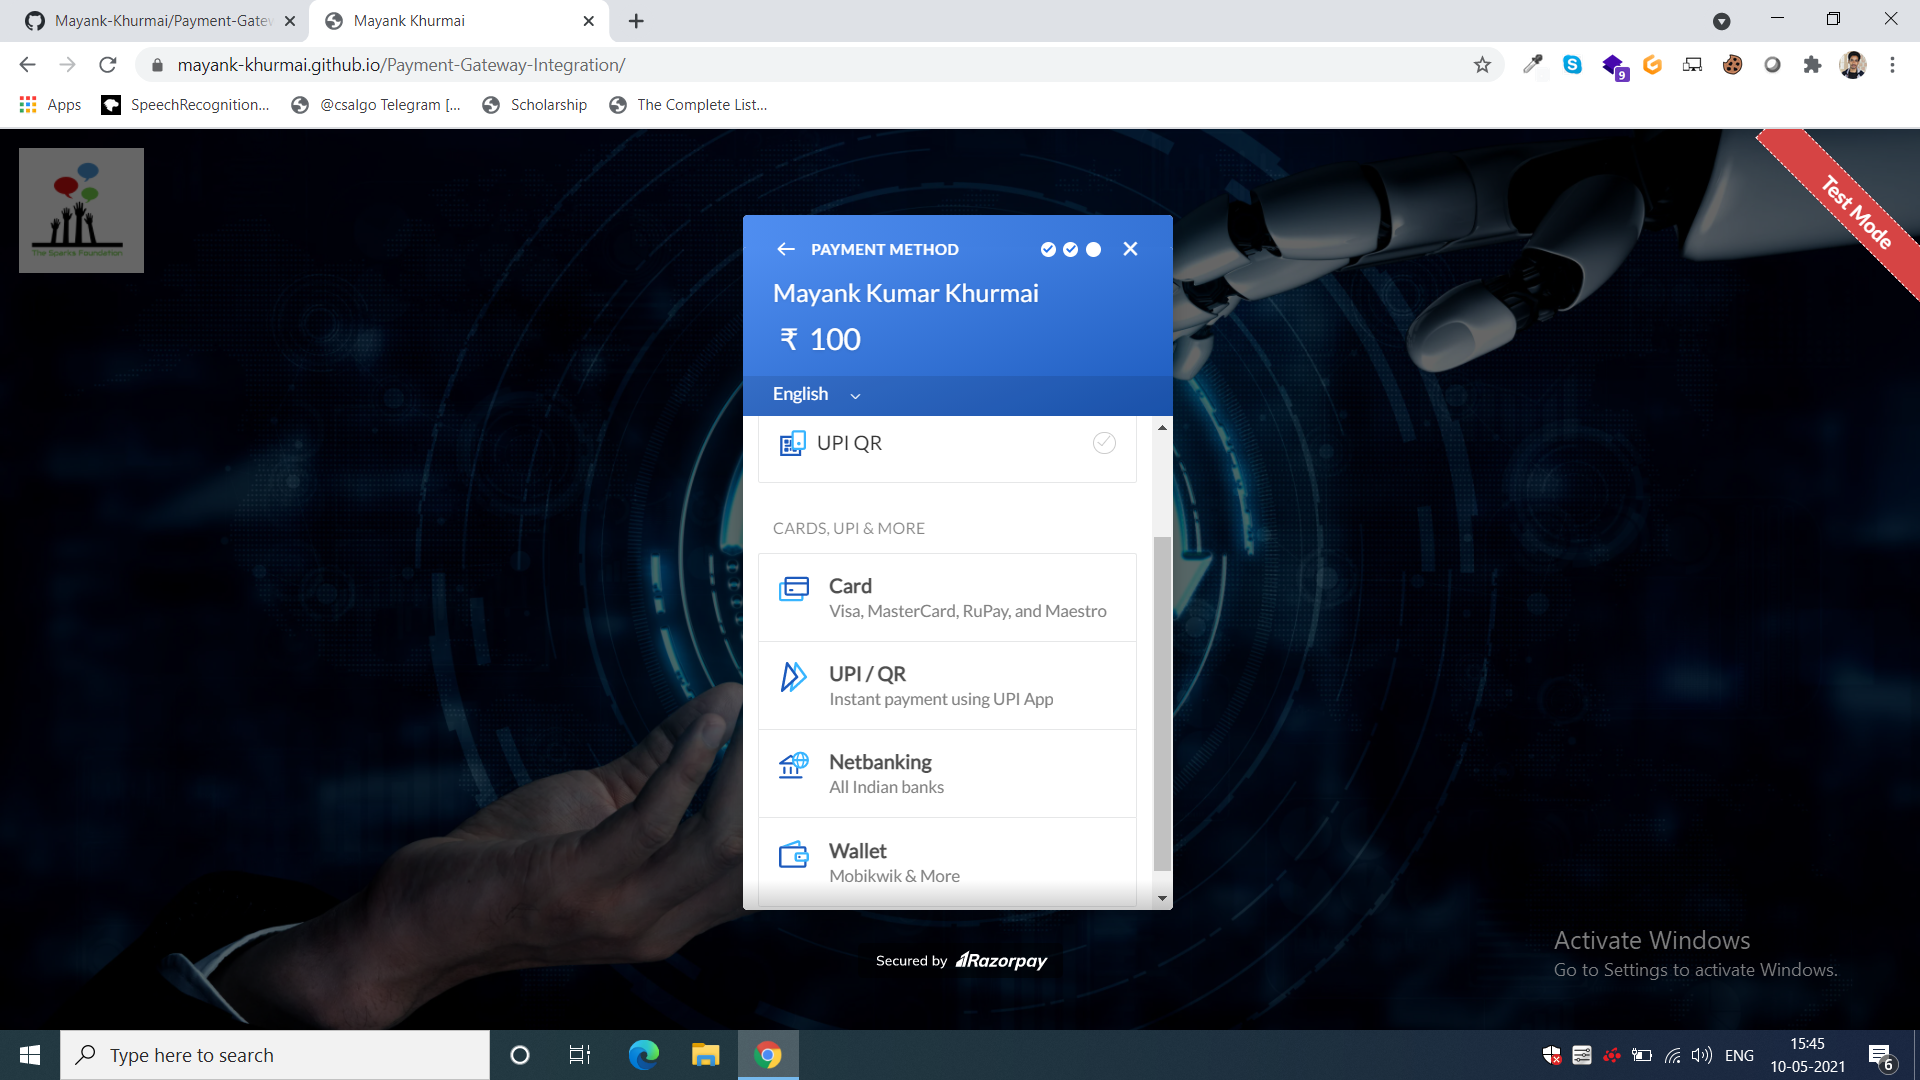 Mayank-Khurmai/Payment-Gatew
Mayank Khurmai
mayank-khurmai.github.io/Payment-Gateway-Integration/
9
Apps
SpeechRecognition...
@csalgo Telegram [...
Scholarship
The Complete List...
The Sparks Foundation
Test Mode
PAYMENT METHOD
Mayank Kumar Khurmai
₹ 100
English
UPI QR
CARDS, UPI & MORE
Card
Visa, MasterCard, RuPay, and Maestro
UPI / QR
Instant payment using UPI App
Netbanking
All Indian banks
Wallet
Mobikwik & More
Secured by Razorpay
Activate Windows
Go to Settings to activate Windows.
Type here to search
ENG
15:45
10-05-2021
6